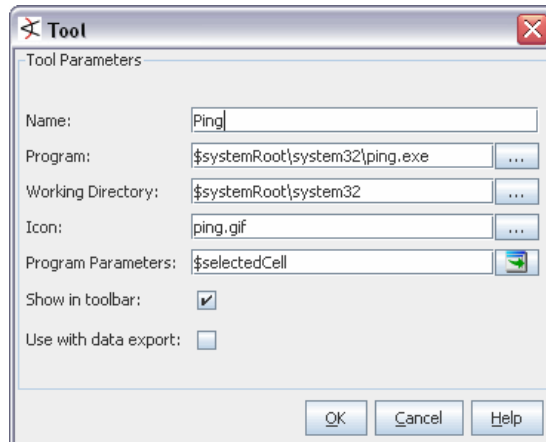 Tool
Tool Parameters
Name: Ping
Program: $systemRoot\system32\ping.exe ...
Working Directory: $systemRoot\system32 ...
Icon: ping.gif ...
Program Parameters: $selectedCell
Show in toolbar:
Use with data export:
OK Cancel Help